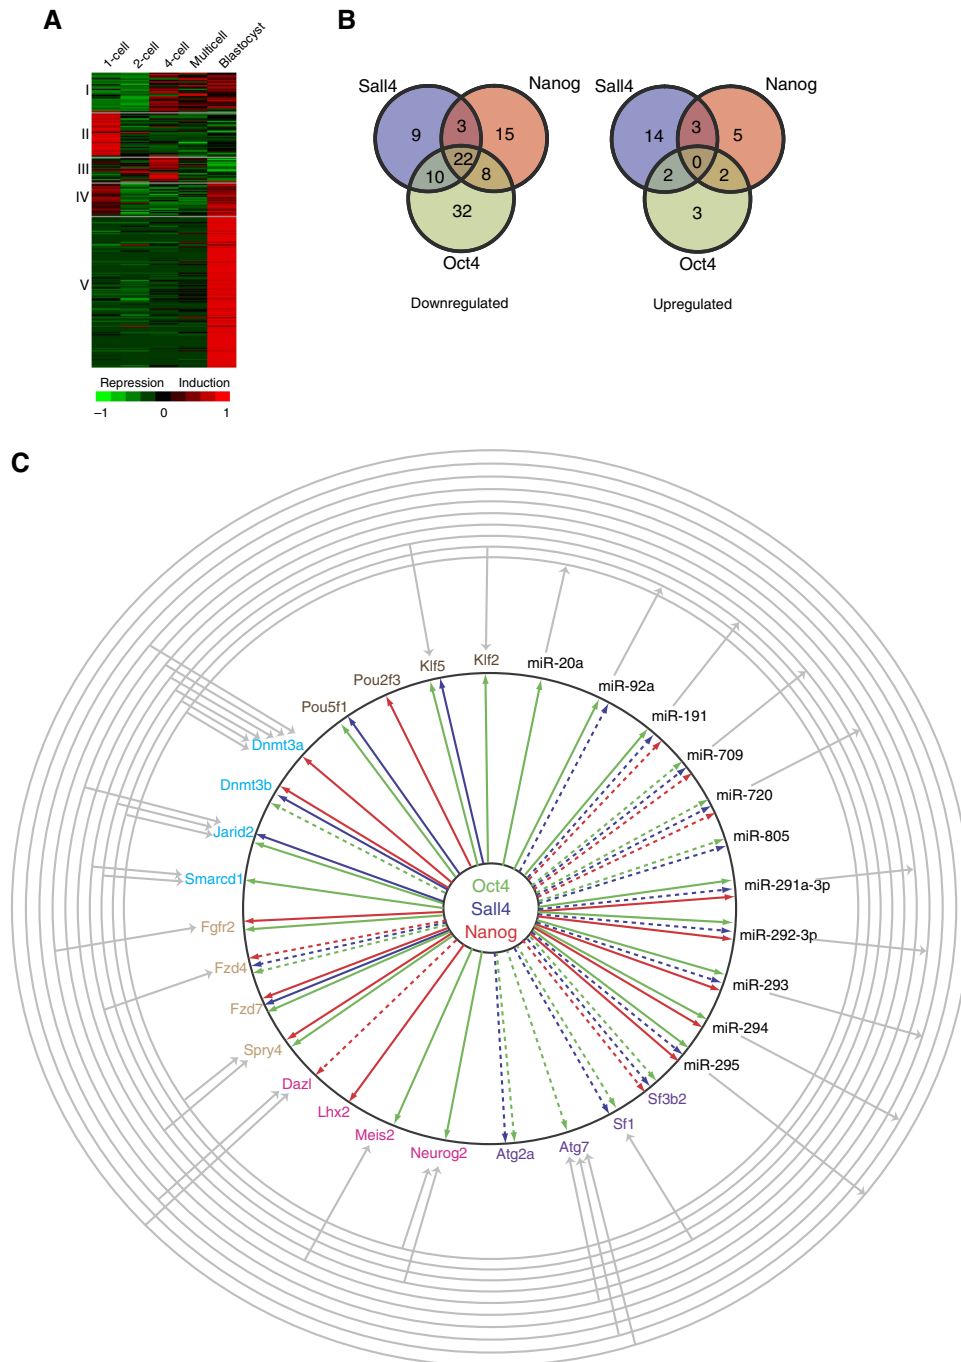 A
1-cell
2-cell
4-cell
Multicell
Blastocyst
I
II
III
IV
V
Repression Induction
−1 0 1
B
Sall4
Nanog
9
3
15
22
10
8
32
Oct4
Downregulated
Sall4
Nanog
14
3
5
0
2
2
3
Oct4
Upregulated
C
Klf2
Klf5
Pou2f3
Pou5f1
Dnmt3a
Dnmt3b
Jarid2
Smarcd1
Fgfr2
Fzd4
Fzd7
Spry4
Dazl
Lhx2
Meis2
Neurog2
Atg2a
Atg7
Sf1
Sf3b2
miR-20a
miR-92a
miR-191
miR-709
miR-720
miR-805
miR-291a-3p
miR-292-3p
miR-293
miR-294
miR-295
Oct4
Sall4
Nanog